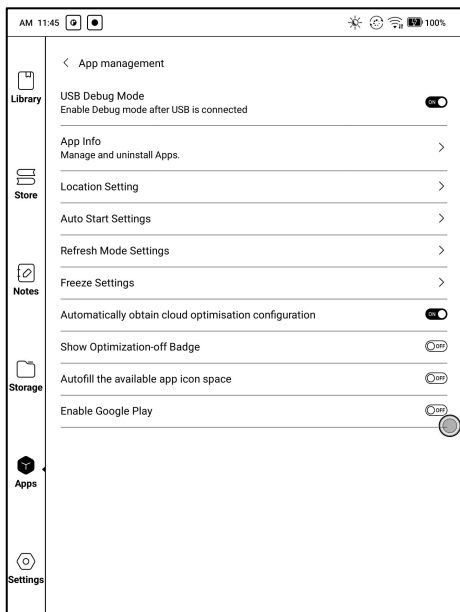 AM 11:45
100%
App management
Library
USB Debug Mode
ON
Enable Debug mode after USB is connected
App Info
Manage and uninstall Apps.
Store
Location Setting
Auto Start Settings
Refresh Mode Settings
Notes
Freeze Settings
Automatically obtain cloud optimisation configuration
ON
Show Optimization-off Badge
OFF
Storage
Autofill the available app icon space
OFF
Enable Google Play
OFF
Apps
Settings